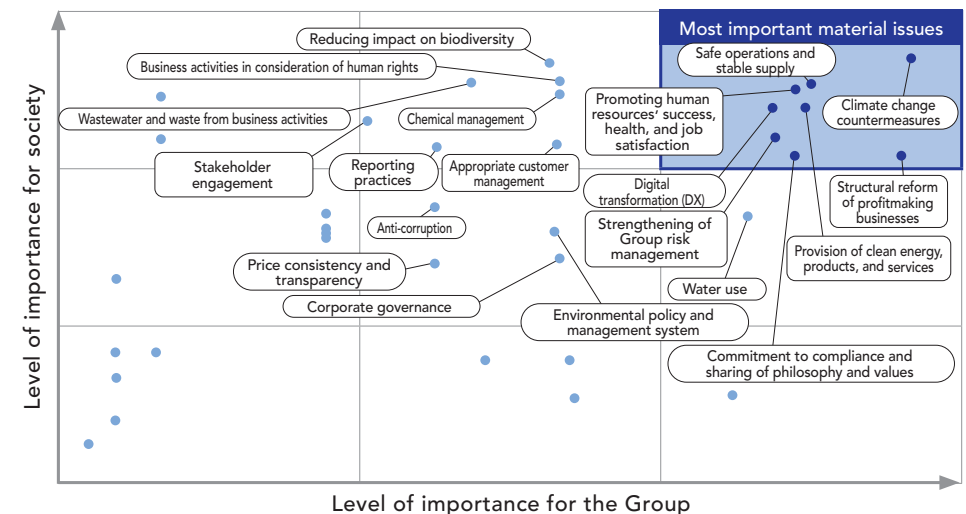 Most important material issues
Reducing impact on biodiversity
Safe operations and
stable supply
Business activities in consideration of human rights
Promoting human
resources’ success,
health, and job
satisfaction
Climate change
countermeasures
Wastewater and waste from business activities
Chemical management
Stakeholder
engagement
Reporting
practices
Appropriate customer
management
Digital
transformation (DX)
Structural reform
of profitmaking
businesses
Anti-corruption
Strengthening of
Group risk
management
Provision of clean energy,
products, and services
Price consistency and
transparency
Water use
Corporate governance
Environmental policy and
management system
Commitment to compliance and
sharing of philosophy and values
Level of importance for society
Level of importance for the Group